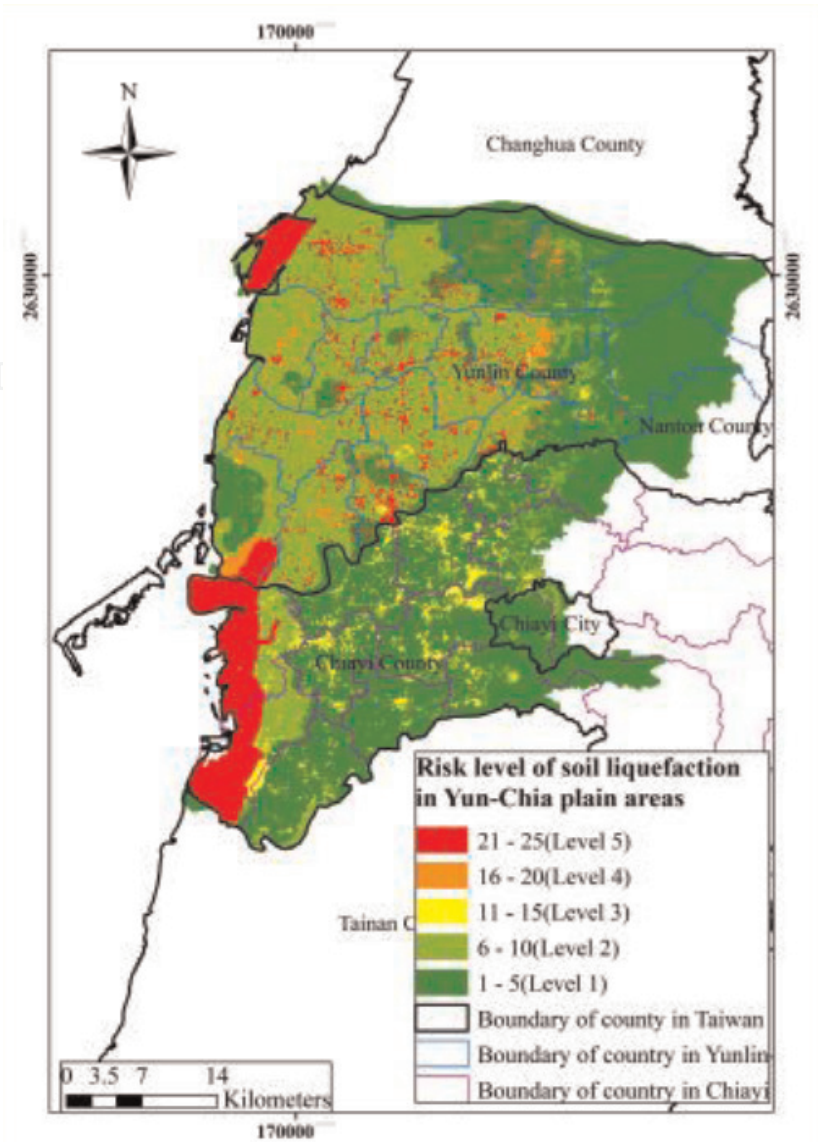 170000
N
Changhua County
2630000
2630000
Yunlin County
Nantou County
Chiayi City
Chiayi County
Risk level of soil liquefaction
in Yun-Chia plain areas
21 - 25(Level 5)
16 - 20(Level 4)
11 - 15(Level 3)
Tainan C
6 - 10(Level 2)
1 - 5(Level 1)
Boundary of county in Taiwan
Boundary of country in Yunlin
Boundary of country in Chiayi
0 3.5 7 14
Kilometers
170000